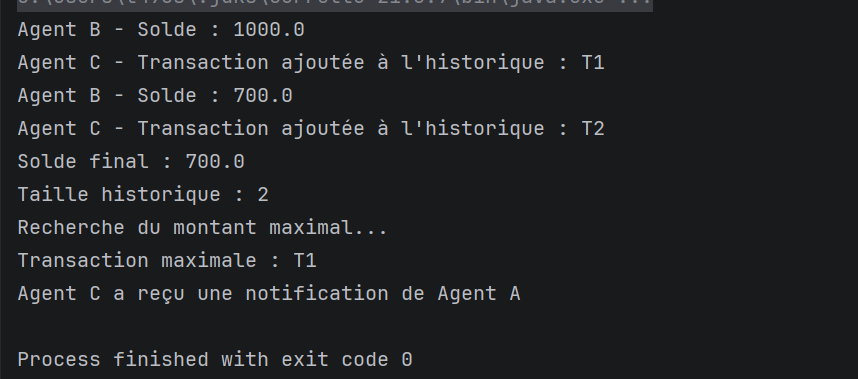 Agent B - Solde : 1000.0
Agent C - Transaction ajoutée à l'historique : T1
Agent B - Solde : 700.0
Agent C - Transaction ajoutée à l'historique : T2
Solde final : 700.0
Taille historique : 2
Recherche du montant maximal...
Transaction maximale : T1
Agent C a reçu une notification de Agent A
Process finished with exit code 0